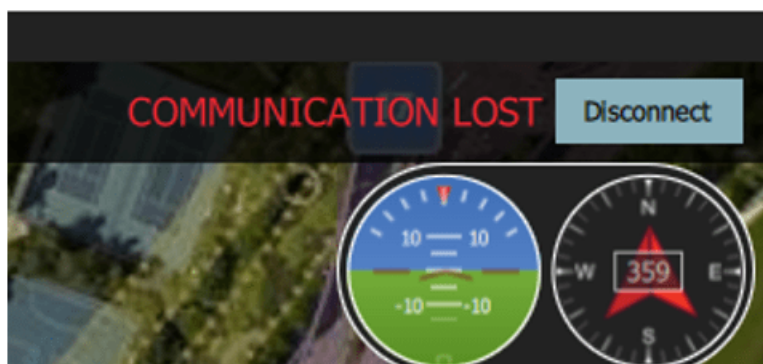 COMMUNICATION LOST Disconnect
N
10 10
W 359 E
-10 -10
S